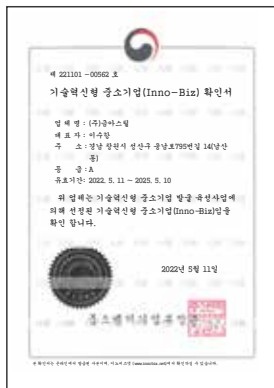 제 221101-00562 호
기술혁신형 중소기업(Inno-Biz) 확인서
업 체 명 : (주)금아스틸
대 표 자 : 이수항
주 소 : 경남 창원시 성산구 웅남로795번길 14(남산
동)
등 급 : A
유효기간: 2022. 5. 11 ~ 2025. 5. 10
위 업체는 기술혁신형 중소기업 발굴 육성사업에
의해 선정된 기술혁신형 중소기업(Inno-Biz)임을
확인 합니다.
2022년 5월 11일
중소벤처기업부장관